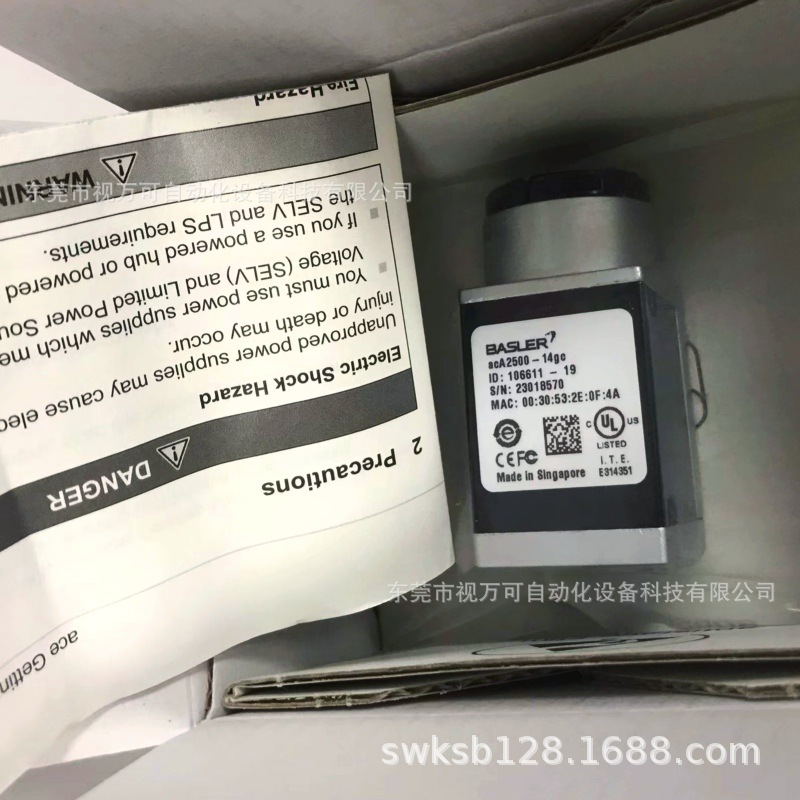 Fire Hazard
WARNIN
东莞市视万可自动化设备科技有限公司
the SELV and LPS requirements.
If you use a powered hub or powered
Voltage (SELV) and Limited Power Sou
You must use power supplies which me
injury or death may occur.
Unapproved power supplies may cause elec
Electric Shock Hazard
DANGER
2 Precautions
ace Gettin
BASLER
acA2500-14gc
ID: 106611-19
S/N: 23018570
MAC: 00:30:53:2E:0F:4A
C UL US
LISTED
CE FC
I.T.E.
Made in Singapore
E314351
东莞市视万可自动化设备科技有限公司
swksb128.1688.com